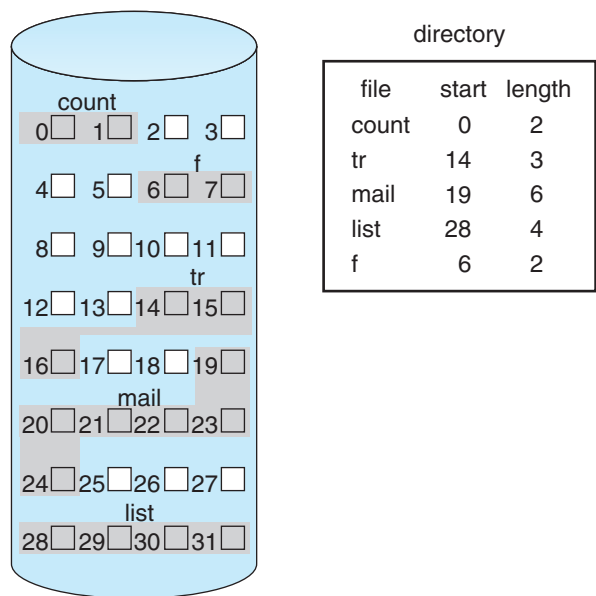 directory
file start length
count 0 2
tr 14 3
mail 19 6
list 28 4
f 6 2
count
0 1 2 3
f
4 5 6 7
8 9 10 11
tr
12 13 14 15
16 17 18 19
mail
20 21 22 23
24 25 26 27
list
28 29 30 31